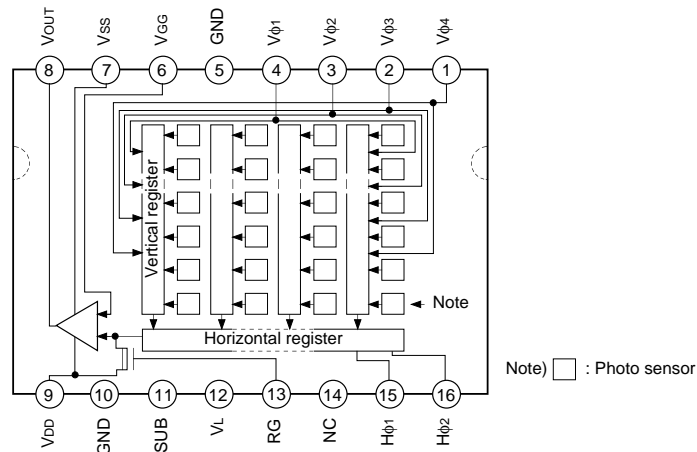 VOUT VSS VGG GND Vϕ1 Vϕ2 Vϕ3 Vϕ4
8 7 6 5 4 3 2 1
Vertical register
Note
Horizontal register
Note) : Photo sensor
9 10 11 12 13 14 15 16
VDD GND SUB VL RG NC Hϕ1 Hϕ2